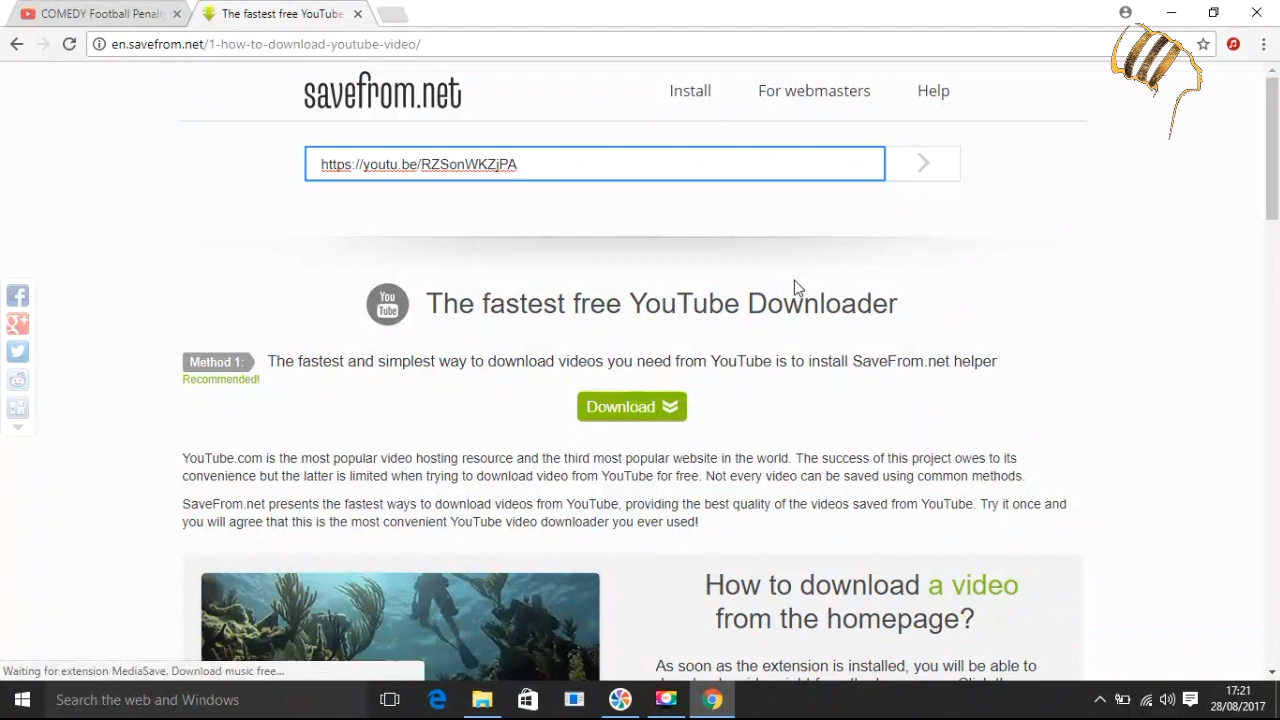 COMEDY Football Penal
The fastest free YouTube
en.savefrom.net/1-how-to-download-youtube-video/
savefrom.net
Install
For webmasters
Help
https://youtu.be/RZSonWKZjPA
You
Tube
The fastest free YouTube Downloader
Method 1:
The fastest and simplest way to download videos you need from YouTube is to install SaveFrom.net helper
Recommended!
Download
YouTube.com is the most popular video hosting resource and the third most popular website in the world. The success of this project owes to its
convenience but the latter is limited when trying to download video from YouTube for free. Not every video can be saved using common methods.
SaveFrom.net presents the fastest ways to download videos from YouTube, providing the best quality of the videos saved from YouTube. Try it once and
you will agree that this is the most convenient YouTube video downloader you ever used!
How to download a video
from the homepage?
As soon as the extension is installed, you will be able to
Waiting for extension MediaSave. Download music free...
Search the web and Windows
17:21
28/08/2017